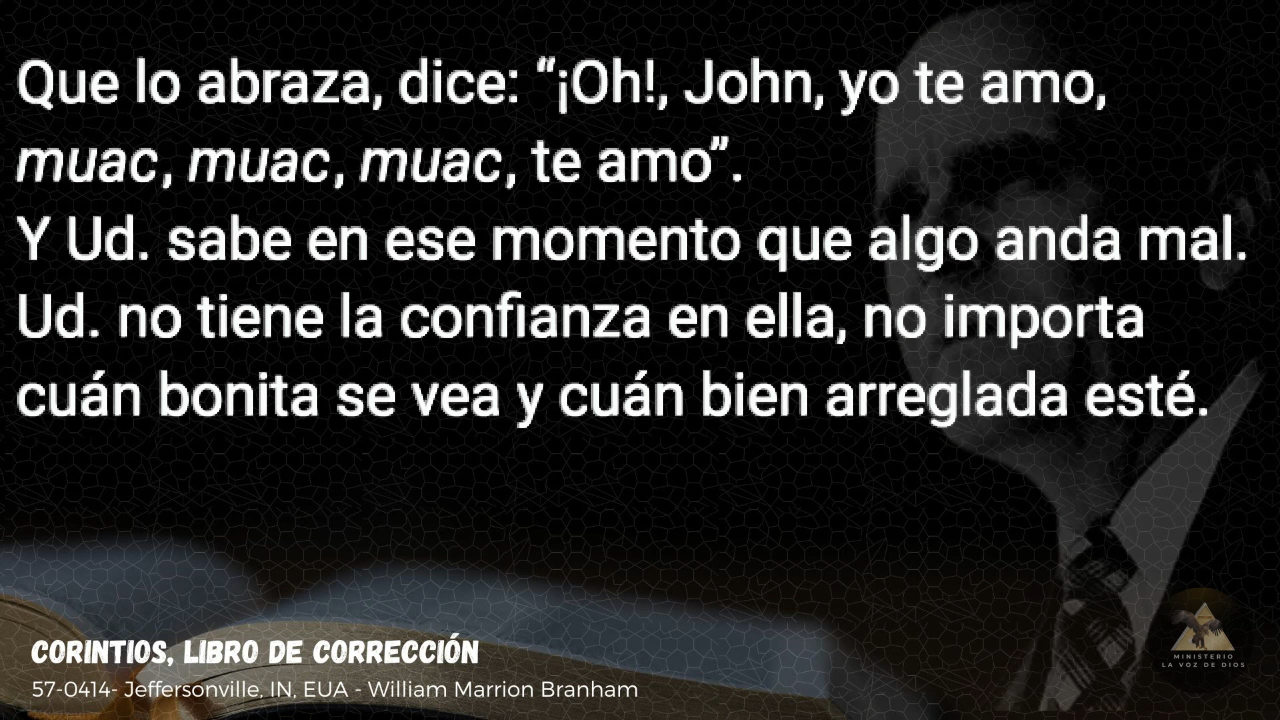 Que lo abraza, dice: “¡Oh!, John, yo te amo,
muac, muac, muac, te amo”.
Y Ud. sabe en ese momento que algo anda mal.
Ud. no tiene la confianza en ella, no importa
cuán bonita se vea y cuán bien arreglada esté.
CORINTIOS, LIBRO DE CORRECCIÓN
57-0414- Jeffersonville, IN, EUA - William Marrion Branham
MINISTERIO
LA VOZ DE DIOS